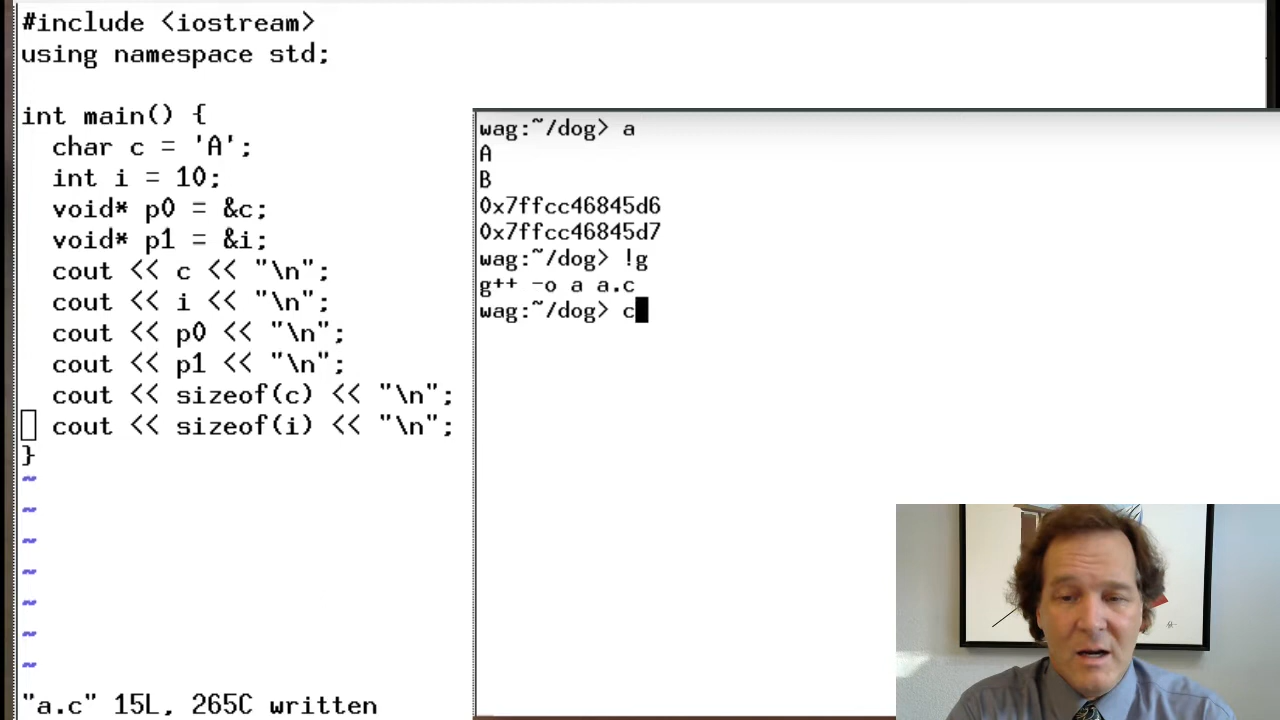 #include <iostream>
using namespace std;
int main() {
char c = 'A';
int i = 10;
void* p0 = &c;
void* p1 = &i;
cout << c << "\n";
cout << i << "\n";
cout << p0 << "\n";
cout << p1 << "\n";
cout << sizeof(c) << "\n";
cout << sizeof(i) << "\n";
}
~
~
~
~
~
~
~
"a.c" 15L, 265C written
wag:~/dog> a
A
B
0x7ffcc46845d6
0x7ffcc46845d7
wag:~/dog> !g
g++ -o a a.c
wag:~/dog> c